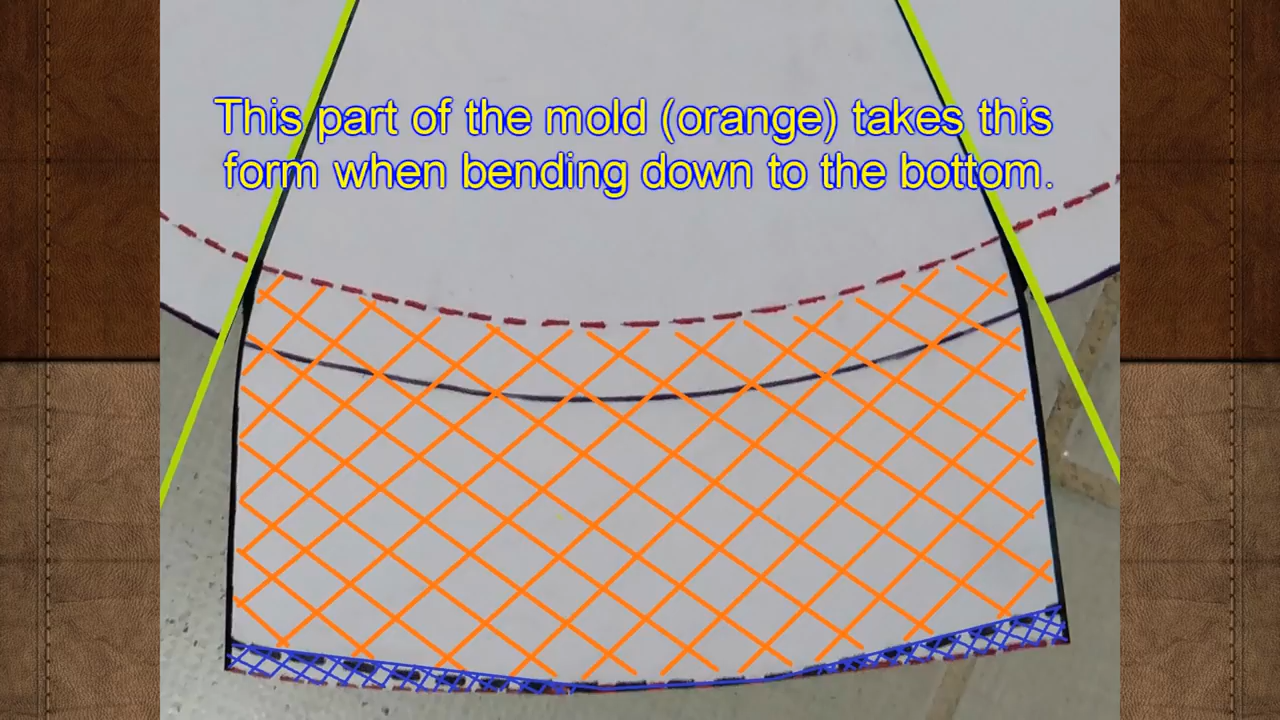 This part of the mold (orange) takes this
form when bending down to the bottom.